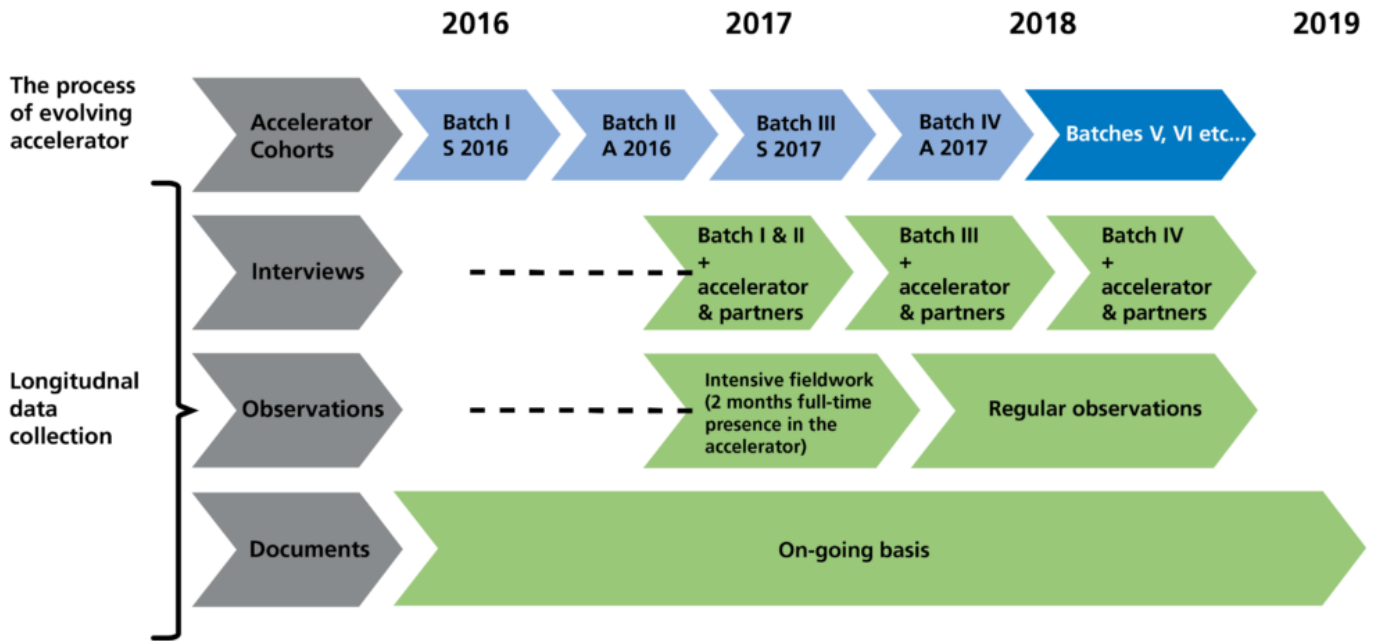 2016 2017 2018 2019
The process
of evolving
accelerator
Accelerator
Cohorts
Batch I
S 2016
Batch II
A 2016
Batch III
S 2017
Batch IV
A 2017
Batches V, VI etc...
Longitudnal
data
collection
Interviews
Batch I & II
+
accelerator
& partners
Batch III
+
accelerator
& partners
Batch IV
+
accelerator
& partners
Observations
Intensive fieldwork
(2 months full-time
presence in the
accelerator)
Regular observations
Documents
On-going basis